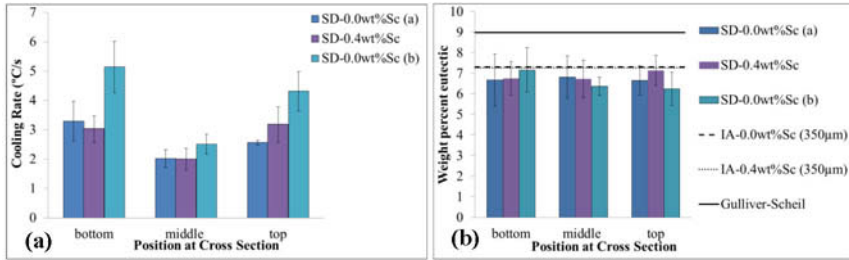 7
6
5
4
3
2
1
0
Cooling Rate (°C/s
SD-0.0wt%Sc (a)
SD-0.4wt%Sc
SD-0.0wt%Sc (b)
bottom
middle
top
Position at Cross Section
(a)
10
9
8
7
6
5
4
3
2
1
0
Weight percent eutectic
bottom
middle
top
Position at Cross Section
(b)
SD-0.0wt%Sc (a)
SD-0.4wt%Sc
SD-0.0wt%Sc (b)
IA-0.0wt%Sc (350μm)
IA-0.4wt%Sc (350μm)
Gulliver-Scheil